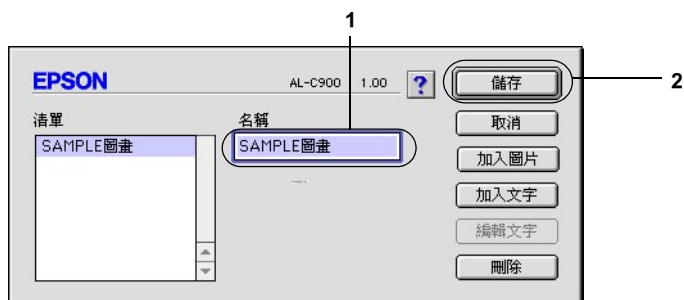 1
EPSON
AL-C900 1.00
?
儲存
2
清單
名稱
取消
SAMPLE圖畫
SAMPLE圖畫
加入圖片
加入文字
編輯文字
刪除